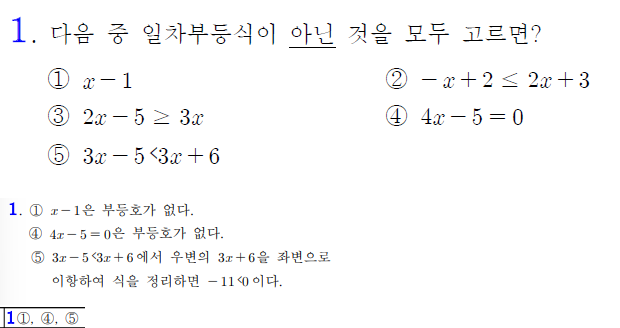 1. 다음 중 일차부등식이 아닌 것을 모두 고르면?
① x－1 ② －x＋2 ≤ 2x＋3
③ 2x－5 ≥ 3x ④ 4x－5＝0
⑤ 3x－5<3x＋6
1. ① x－1은 부등호가 없다.
④ 4x－5＝0은 부등호가 없다.
⑤ 3x－5<3x＋6에서 우변의 3x＋6을 좌변으로
이항하여 식을 정리하면 －11<0이다.
1①, ④, ⑤